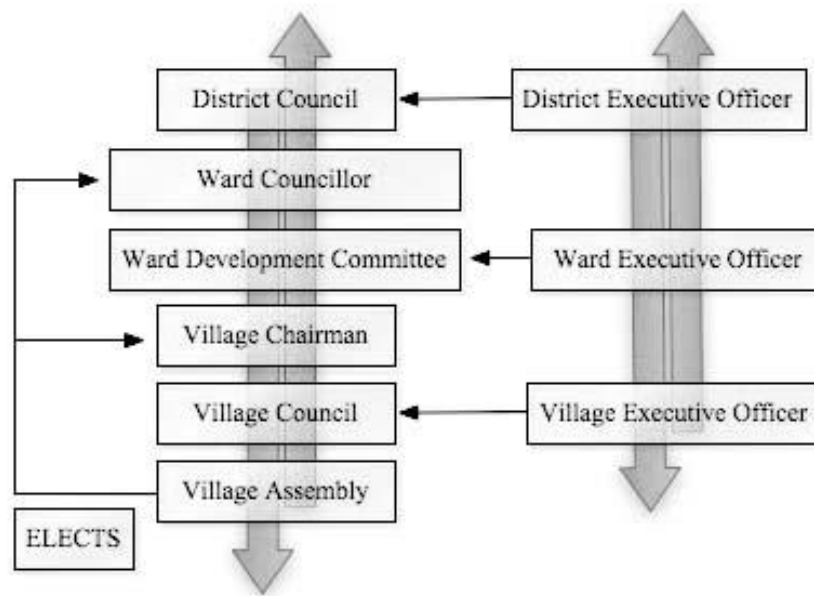 District Council
District Executive Officer
Ward Councillor
Ward Development Committee
Ward Executive Officer
Village Chairman
Village Council
Village Executive Officer
Village Assembly
ELECTS